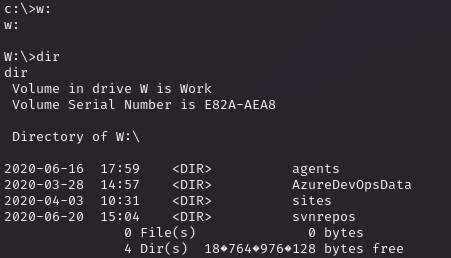 c:\>w:
w:
W:\>dir
dir
Volume in drive W is Work
Volume Serial Number is E82A-AEA8
Directory of W:\
2020-06-16  17:59    <DIR>          agents
2020-03-28  14:57    <DIR>          AzureDevOpsData
2020-04-03  10:31    <DIR>          sites
2020-06-20  15:04    <DIR>          svnrepos
0 File(s)              0 bytes
4 Dir(s)  18�764�976�128 bytes free